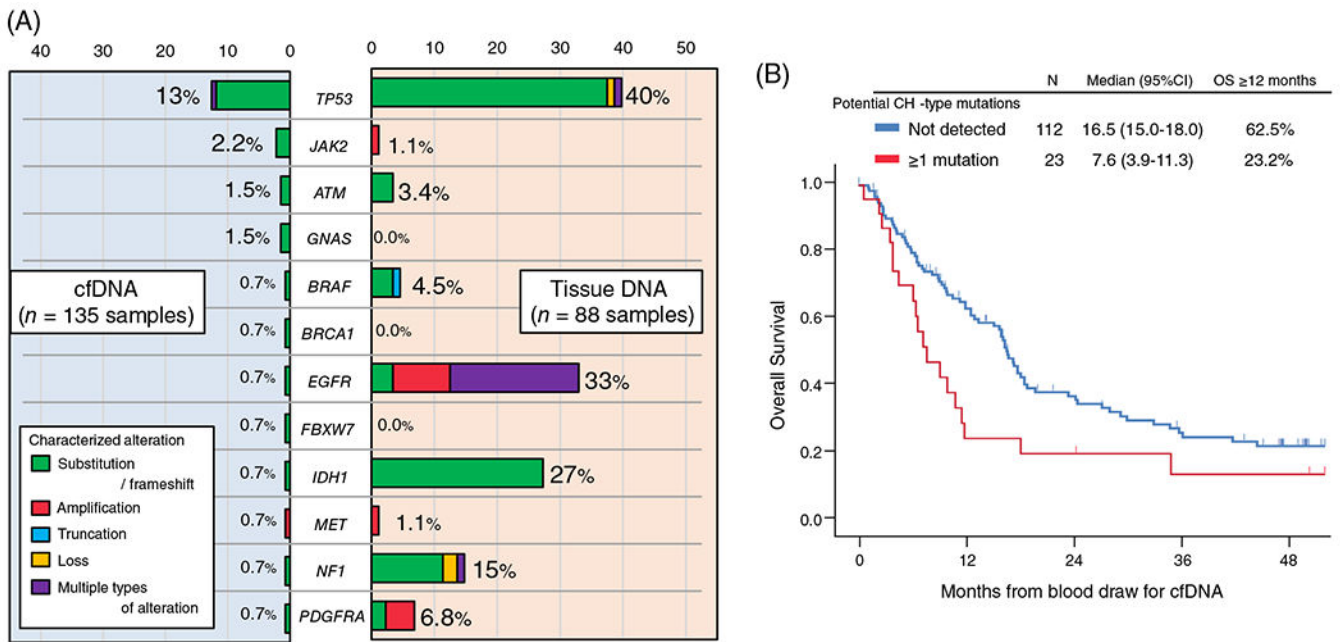 (A)
40 30 20 10 0 0 10 20 30 40 50
13% TP53 40%
2.2% JAK2 1.1%
1.5% ATM 3.4%
1.5% GNAS 0.0%
0.7% BRAF 4.5%
cfDNA
(n = 135 samples)
Tissue DNA
(n = 88 samples)
0.7% BRCA1 0.0%
0.7% EGFR 33%
0.7% FBXW7 0.0%
0.7% IDH1 27%
0.7% MET 1.1%
0.7% NF1 15%
0.7% PDGFRA 6.8%
Characterized alteration
Substitution
/ frameshift
Amplification
Truncation
Loss
Multiple types
of alteration
(B)
N Median (95%CI) OS ≥12 months
Potential CH -type mutations
Not detected 112 16.5 (15.0-18.0) 62.5%
≥1 mutation 23 7.6 (3.9-11.3) 23.2%
Overall Survival
1.0
0.8
0.6
0.4
0.2
0.0
0 12 24 36 48
Months from blood draw for cfDNA